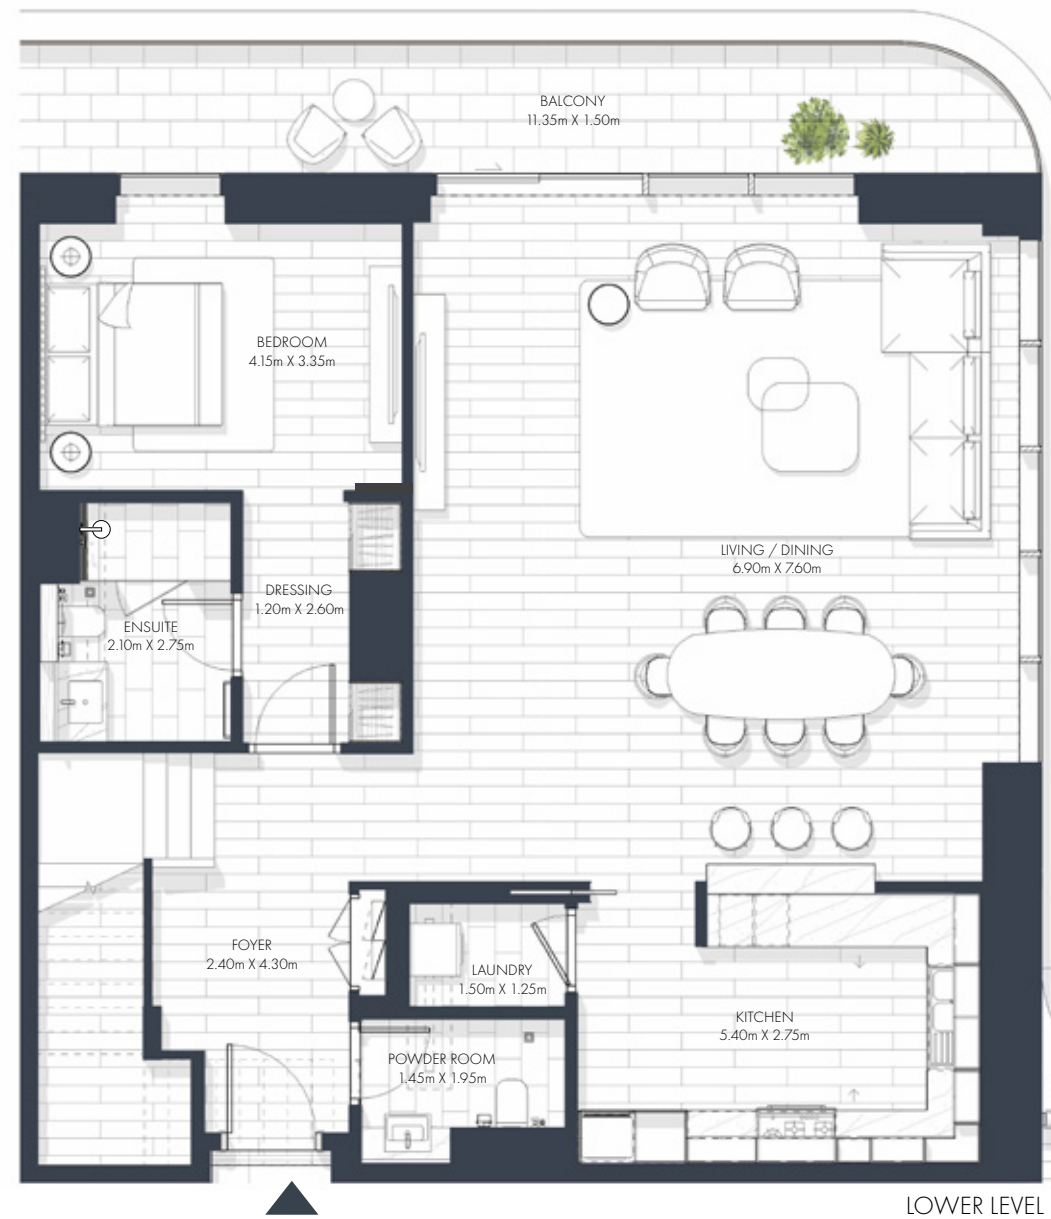 BALCONY
11.35m X 1.50m
BEDROOM
4.15m X 3.35m
LIVING / DINING
6.90m X 7.60m
DRESSING
1.20m X 2.60m
ENSUITE
2.10m X 2.75m
FOYER
2.40m X 4.30m
LAUNDRY
1.50m X 1.25m
KITCHEN
5.40m X 2.75m
POWDER ROOM
1.45m X 1.95m
LOWER LEVEL